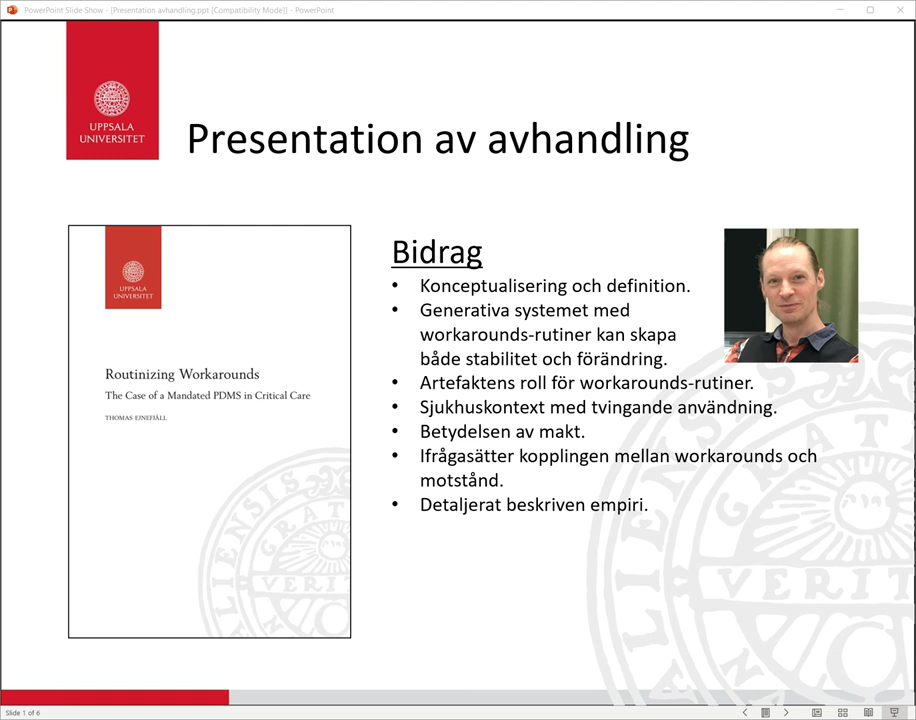 PowerPoint Slide Show - [Presentation avhandling.ppt [Compatibility Mode]] - PowerPoint
UPPSALA
UNIVERSITET
Presentation av avhandling
UPPSALA
UNIVERSITET
Routinizing Workarounds
The Case of a Mandated PDMS in Critical Care
THOMAS EJNEFJÄLL
Bidrag
• Konceptualisering och definition.
• Generativa systemet med
workarounds-rutiner kan skapa
både stabilitet och förändring.
• Artefaktens roll för workarounds-rutiner.
• Sjukhuskontext med tvingande användning.
• Betydelsen av makt.
• Ifrågasätter kopplingen mellan workarounds och
motstånd.
• Detaljerat beskriven empiri.
Slide 1 of 6